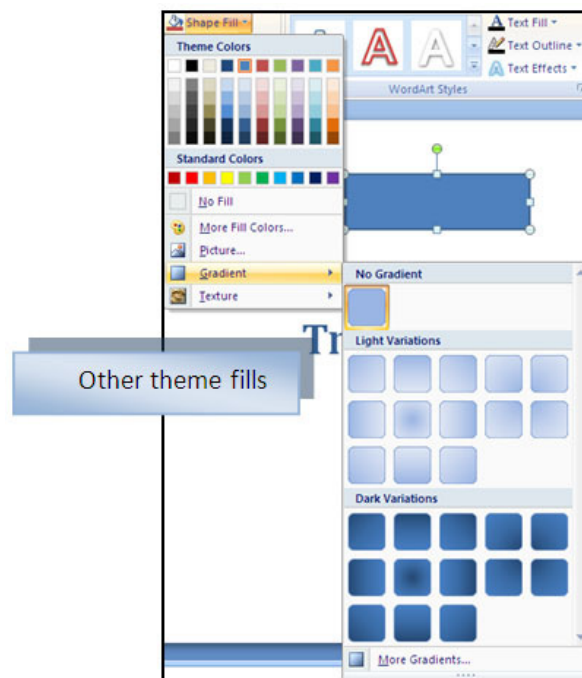 Shape Fill
Text Fill
Text Outline
Text Effects
WordArt Styles
Theme Colors
Standard Colors
No Fill
More Fill Colors...
Picture...
Gradient
Texture
No Gradient
Tr
Light Variations
Other theme fills
Dark Variations
More Gradients...